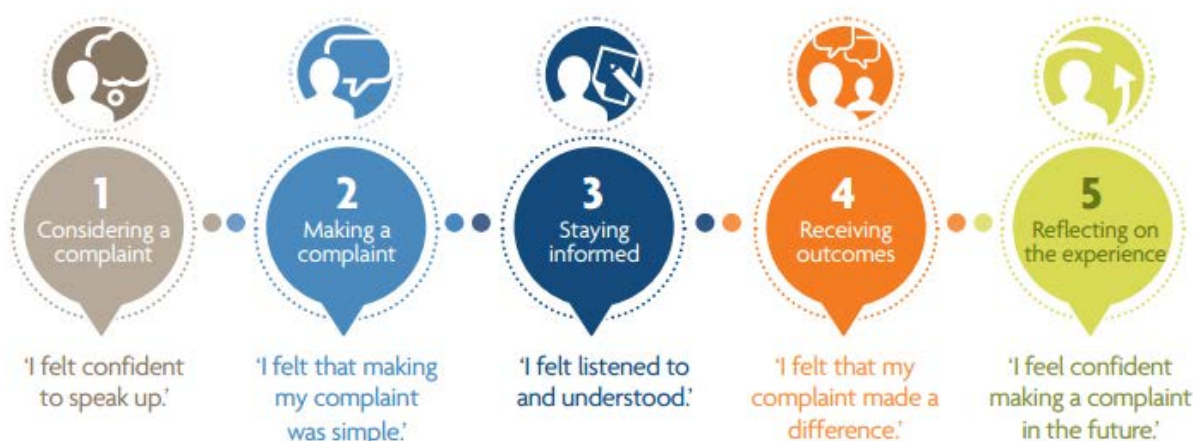 1
Considering a
complaint
'I felt confident
to speak up.'
2
Making a
complaint
'I felt that making
my complaint
was simple.'
3
Staying
informed
'I felt listened to
and understood.'
4
Receiving
outcomes
'I felt that my
complaint made a
difference.'
5
Reflecting on
the experience
'I feel confident
making a complaint
in the future.'